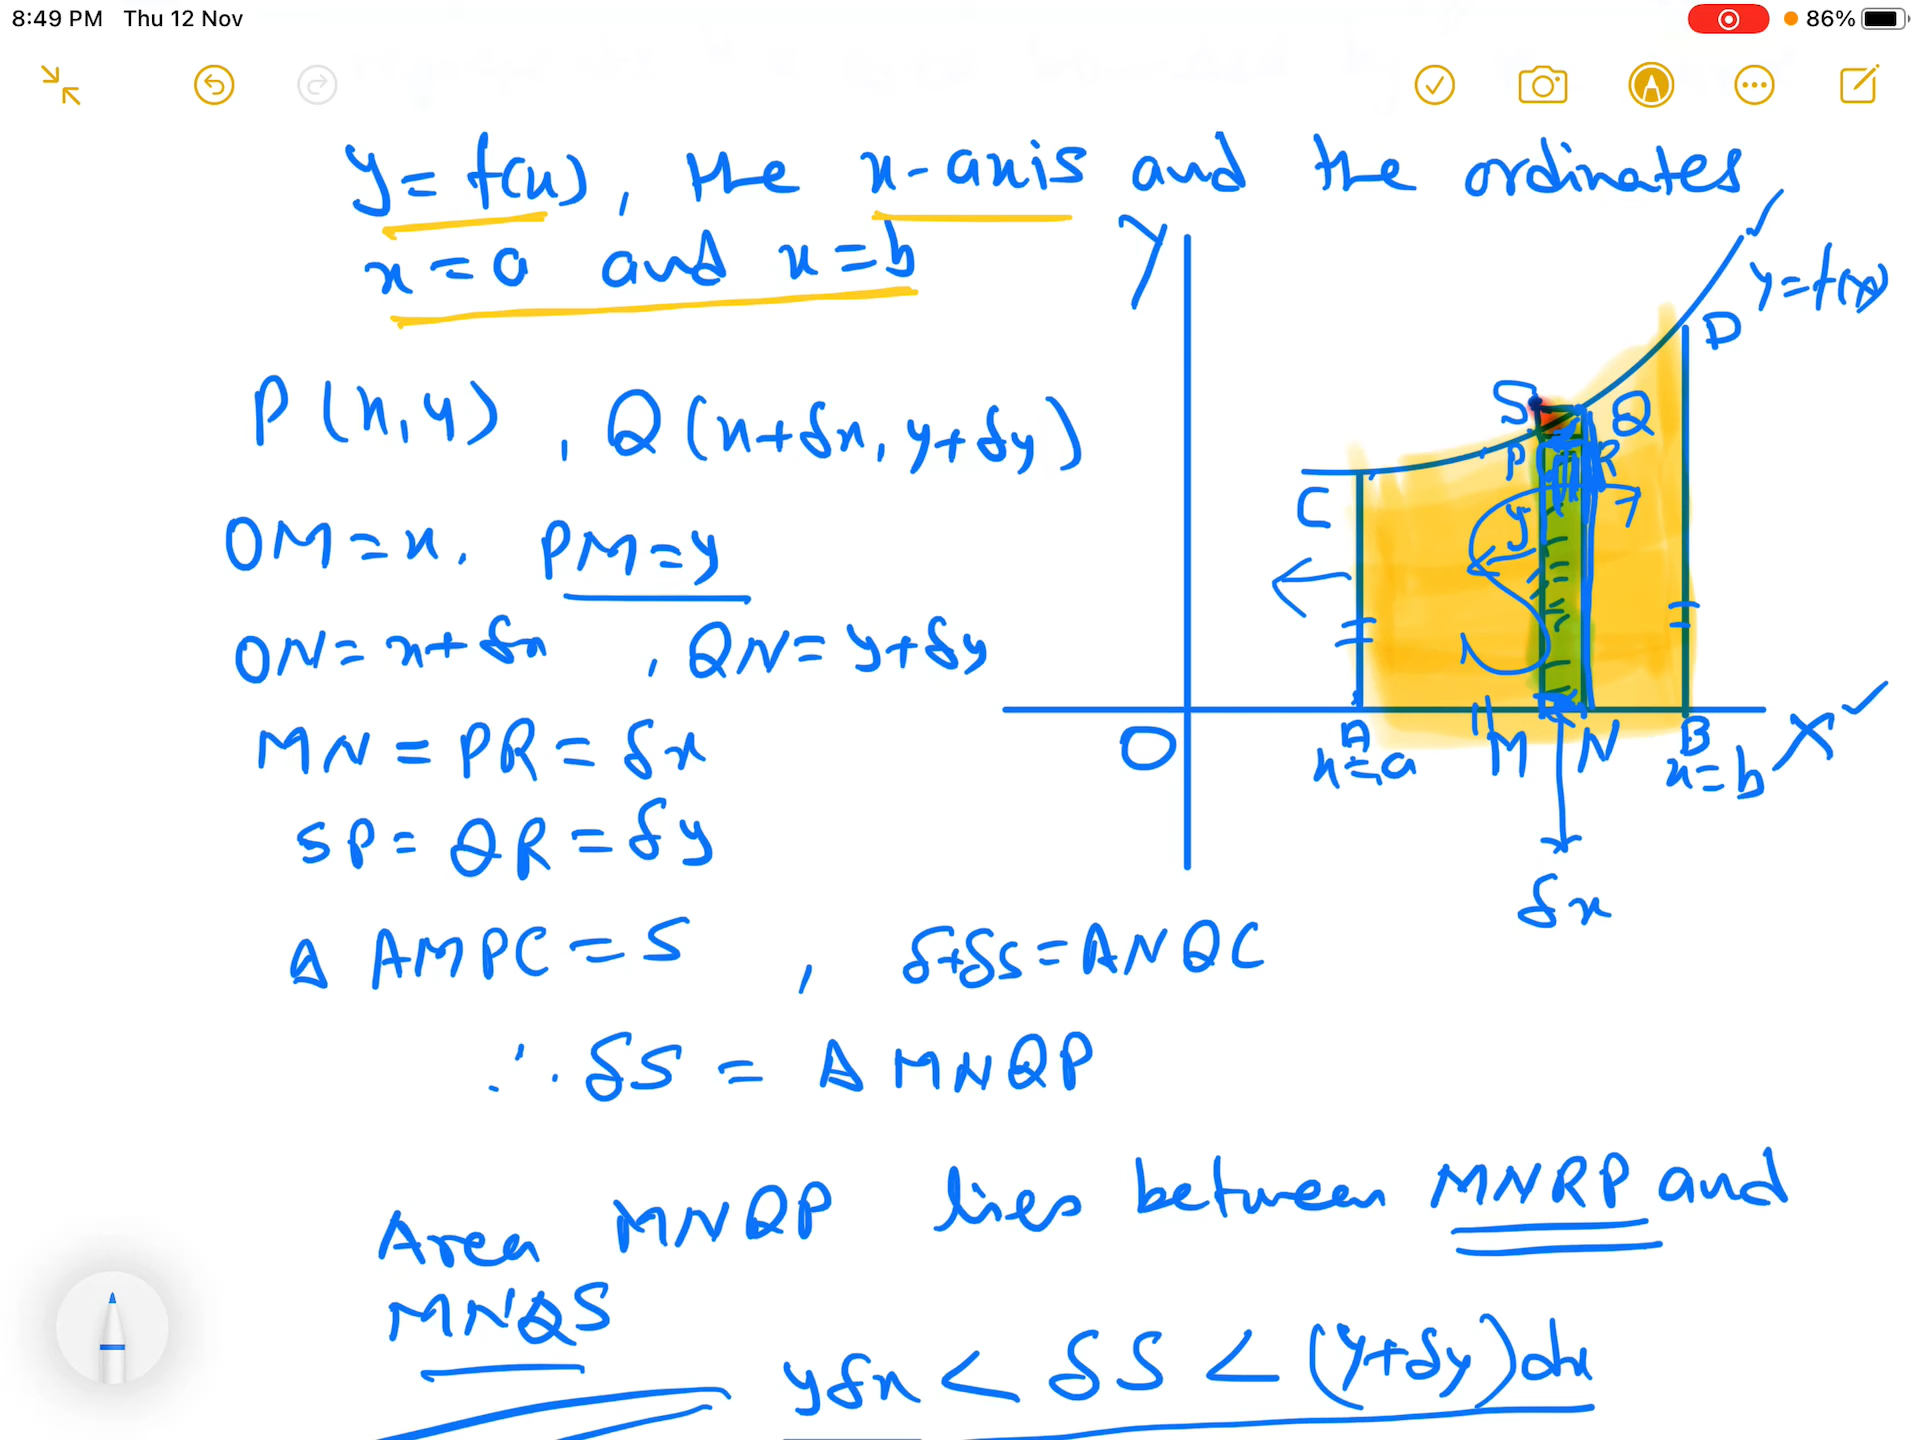 8:49 PM Thu 12 Nov
86%
y = f(x), the x-axis and the ordinates
x = a and x = b
Y
y = f(x)
D
S
Q
P
R
C
y
O
A
M
N
B
X
x = a
x = b
δx
P(x,y), Q(x+δx, y+δy)
OM = x. PM = y
ON = x+δx, QN = y+δy
MN = PR = δx
SP = QR = δy
Δ AMPC = S, δ+δs = ANQC
∴ δS = Δ MNQP
Area MNQP lies between MNRP and
MNQS
yδx < δS < (y+δy)dx